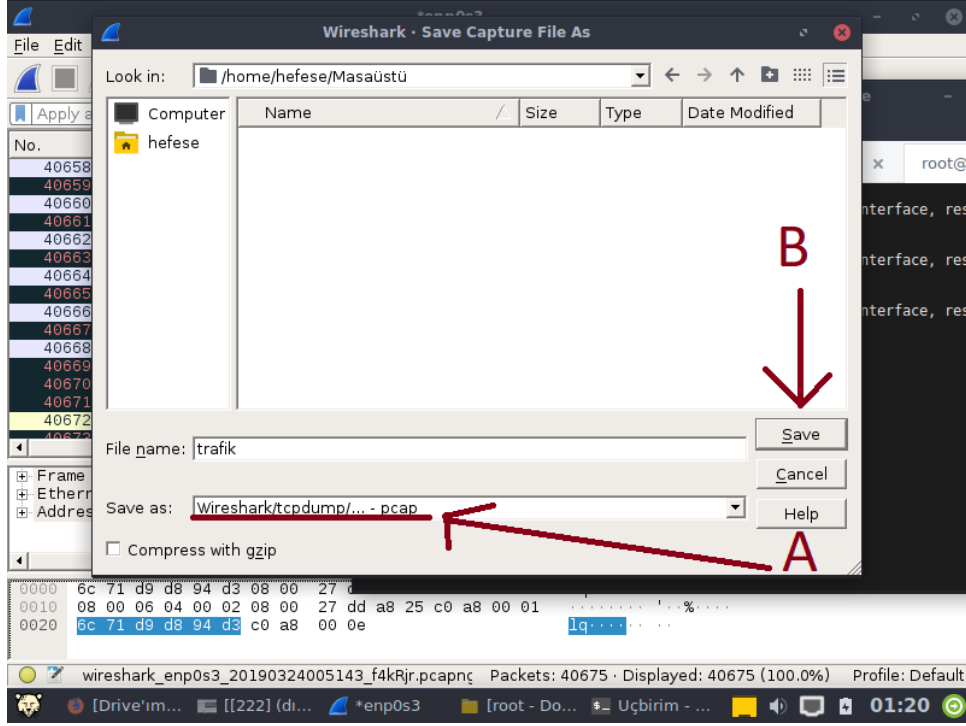 *enp0s3
Wireshark · Save Capture File As
File Edit
Look in: /home/hefese/Masaüstü
Apply a
Computer
hefese
Name Size Type Date Modified
No.
40658
40659
40660
40661
40662
40663
40664
40665
40666
40667
40668
40669
40670
40671
40672
40673
root@
nterface, res
nterface, res
nterface, res
B
File name: trafik
Save
Cancel
Save as: Wireshark/tcpdump/... - pcap
Help
A
Compress with gzip
Frame
Ethern
Addres
0000 6c 71 d9 d8 94 d3 08 00 27
0010 08 00 06 04 00 02 08 00 27 dd a8 25 c0 a8 00 01 ········ '··%····
0020 6c 71 d9 d8 94 d3 c0 a8 00 0e lq···· ·· ··
wireshark_enp0s3_20190324005143_f4kRjr.pcapng Packets: 40675 · Displayed: 40675 (100.0%) Profile: Default
[Drive'ım... [[222] (dı... *enp0s3 [root - Do... Uçbirim - ... 01:20